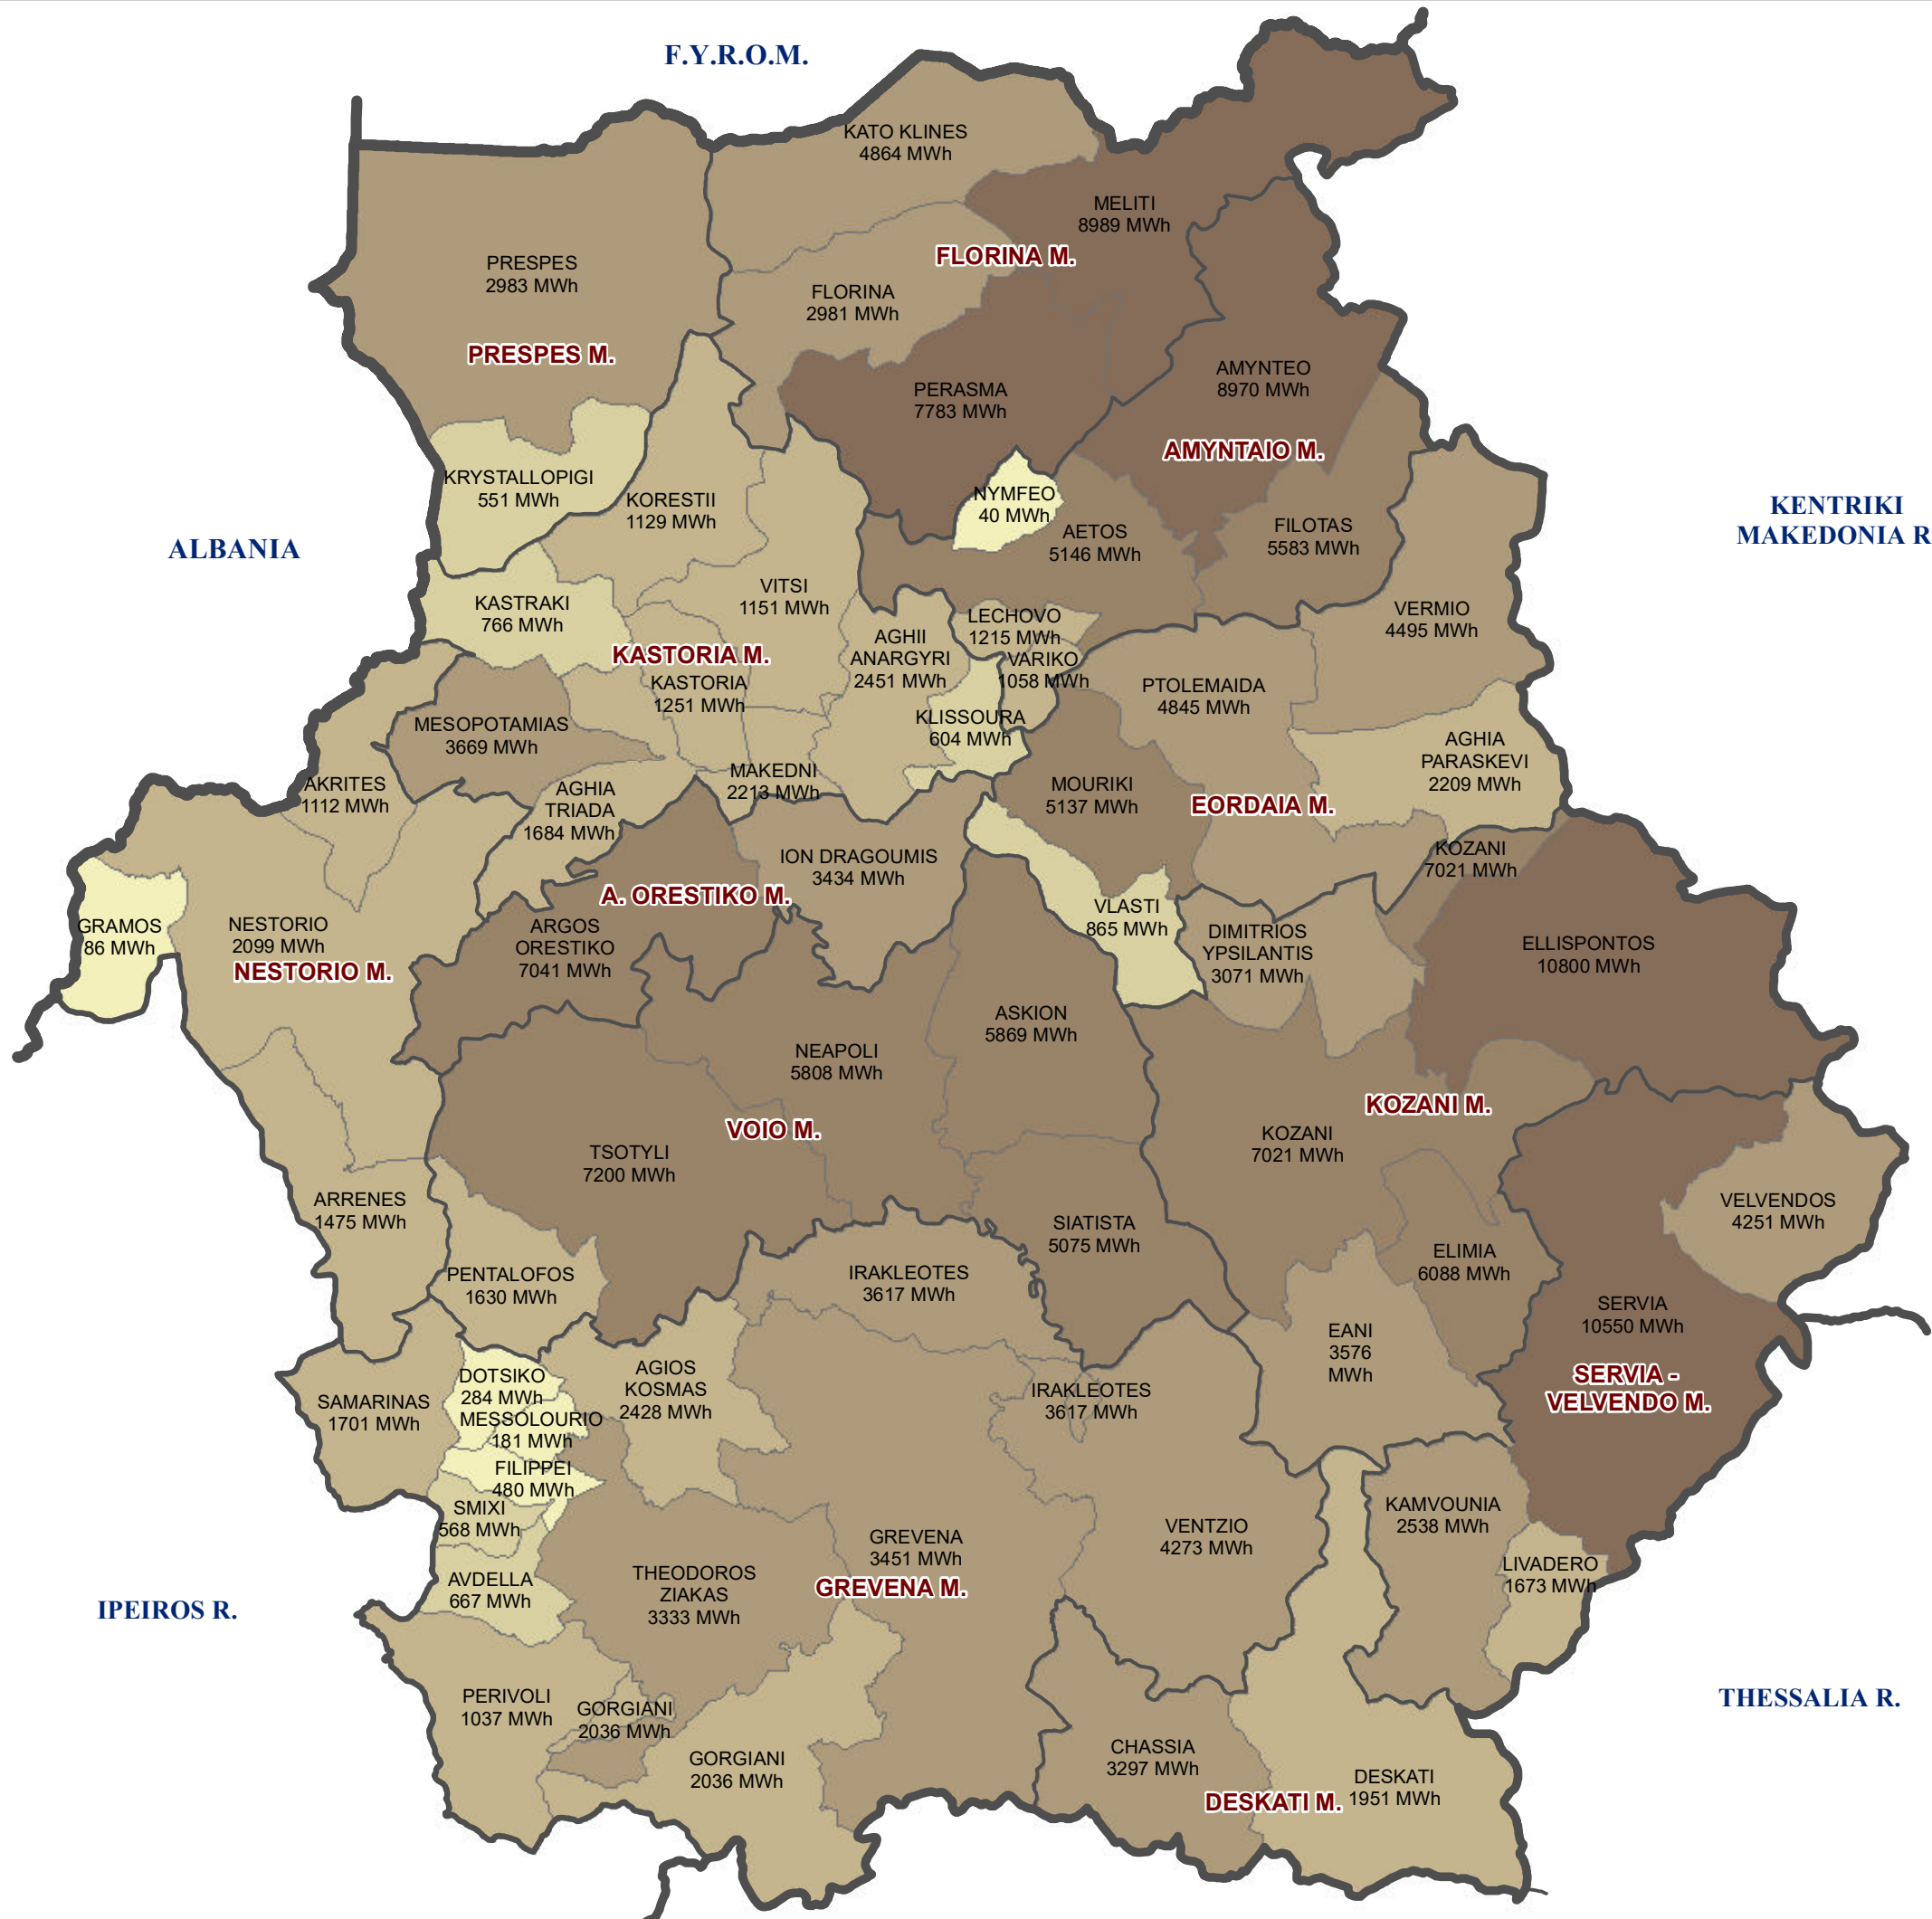 F.Y.R.O.M.
KATO KLINES
4864 MWh
MELITI
8989 MWh
FLORINA M.
PRESPES
2983 MWh
FLORINA
2981 MWh
PRESPES M.
PERASMA
7783 MWh
AMYNTEO
8970 MWh
AMYNTAIO M.
KRYSTALLOPIGI
551 MWh
KORESTII
1129 MWh
NYMFEO
40 MWh
AETOS
5146 MWh
FILOTAS
5583 MWh
KENTRIKI
MAKEDONIA R
ALBANIA
KASTRAKI
766 MWh
VITSI
1151 MWh
LECHOVO
1215 MWh
VERMIO
4495 MWh
AGHII
ANARGYRI
2451 MWh
KASTORIA M.
VARIKO
1058 MWh
KASTORIA
1251 MWh
PTOLEMAIDA
4845 MWh
MESOPOTAMIAS
3669 MWh
KLISSOURA
604 MWh
AGHIA
PARASKEVI
2209 MWh
AKRITES
1112 MWh
AGHIA
TRIADA
1684 MWh
MAKEDNI
2213 MWh
MOURIKI
5137 MWh
EORDAIA M.
ION DRAGOUMIS
3434 MWh
KOZANI
7021 MWh
A. ORESTIKO M.
GRAMOS
86 MWh
NESTORIO
2099 MWh
NESTORIO M.
ARGOS
ORESTIKO
7041 MWh
VLASTI
865 MWh
DIMITRIOS
YPSILANTIS
3071 MWh
ELLISPONTOS
10800 MWh
ASKION
5869 MWh
NEAPOLI
5808 MWh
KOZANI M.
VOIO M.
TSOTYLI
7200 MWh
KOZANI
7021 MWh
ARRENES
1475 MWh
VELVENDOS
4251 MWh
SIATISTA
5075 MWh
ELIMIA
6088 MWh
PENTALOFOS
1630 MWh
IRAKLEOTES
3617 MWh
SERVIA
10550 MWh
EANI
3576
MWh
SERVIA -
VELVENDO M.
DOTSIKO
284 MWh
AGIOS
KOSMAS
2428 MWh
SAMARINAS
1701 MWh
IRAKLEOTES
3617 MWh
MESSOLOURIO
181 MWh
FILIPPEI
480 MWh
SMIXI
568 MWh
KAMVOUNIA
2538 MWh
VENTZIO
4273 MWh
GREVENA
3451 MWh
GREVENA M.
LIVADERO
1673 MWh
AVDELLA
667 MWh
THEODOROS
ZIAKAS
3333 MWh
IPEIROS R.
PERIVOLI
1037 MWh
GORGIANI
2036 MWh
THESSALIA R.
GORGIANI
2036 MWh
CHASSIA
3297 MWh
DESKATI
1951 MWh
DESKATI M.